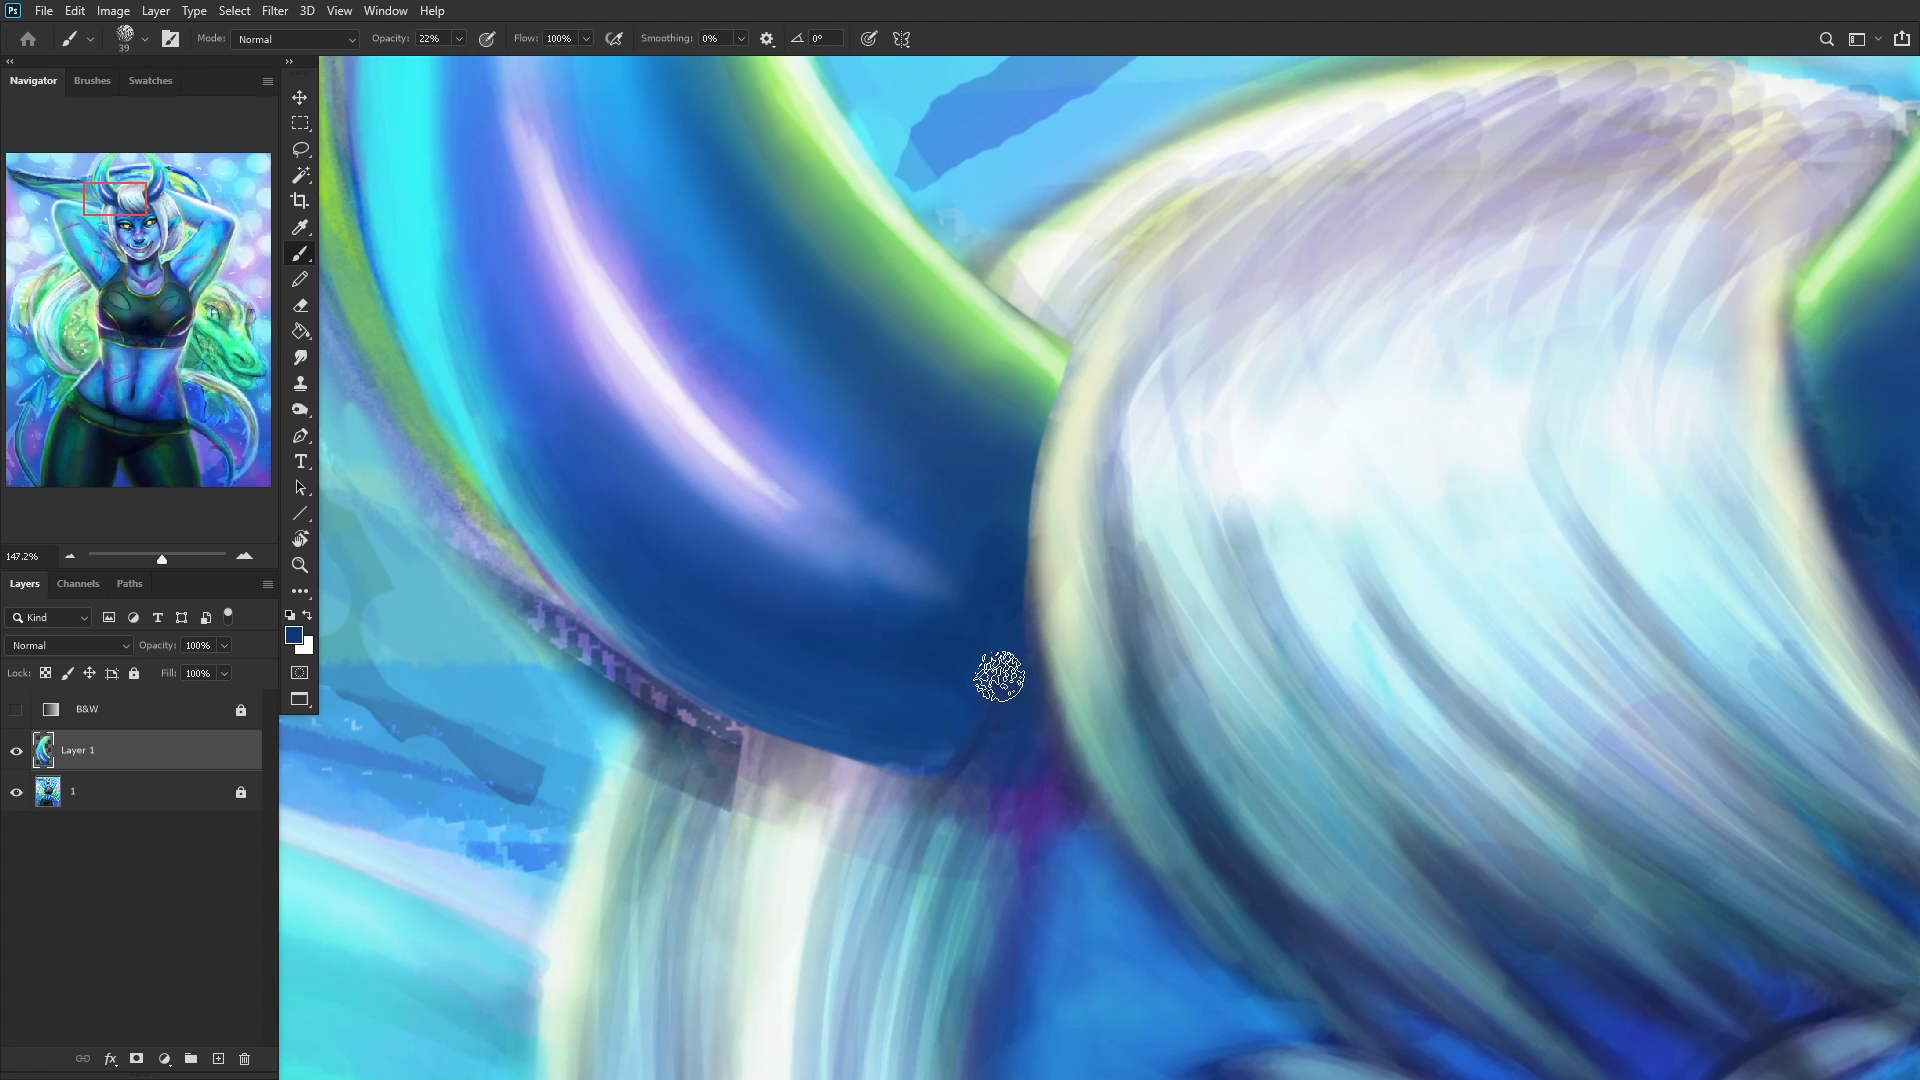 Ps File Edit Image Layer Type Select Filter 3D View Window Help
39 Mode: Normal Opacity: 22% Flow: 100% Smoothing: 0% 0°
Navigator Brushes Swatches
147.2%
Layers Channels Paths
Kind T
Normal Opacity: 100%
Lock: Fill: 100%
B&W
Layer 1
1
fx
T